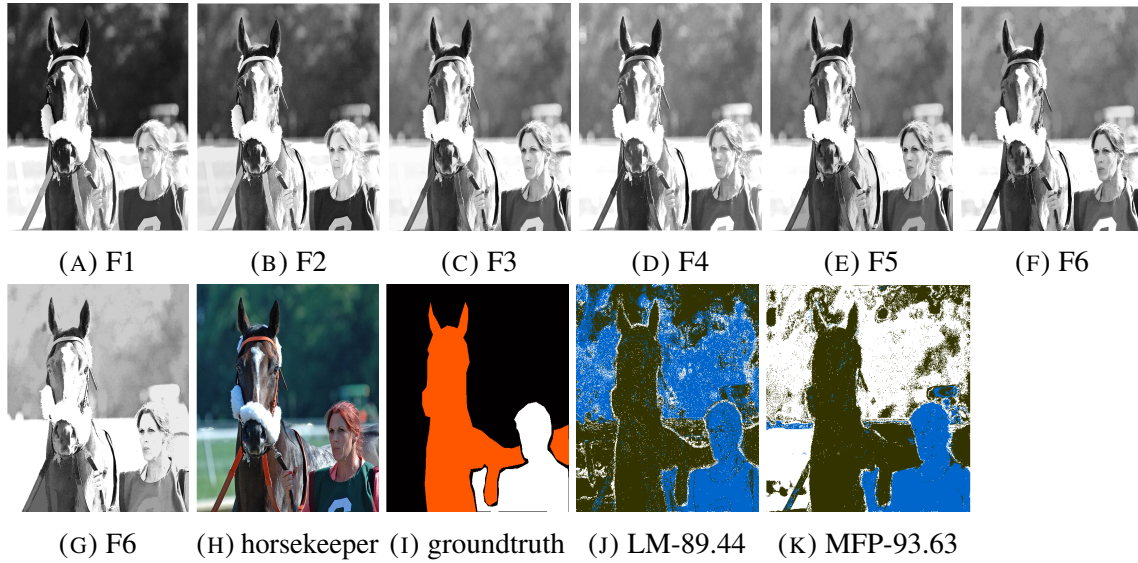 (A) F1 (B) F2 (C) F3 (D) F4 (E) F5 (F) F6
(G) F6 (H) horsekeeper (I) groundtruth (J) LM-89.44 (K) MFP-93.63